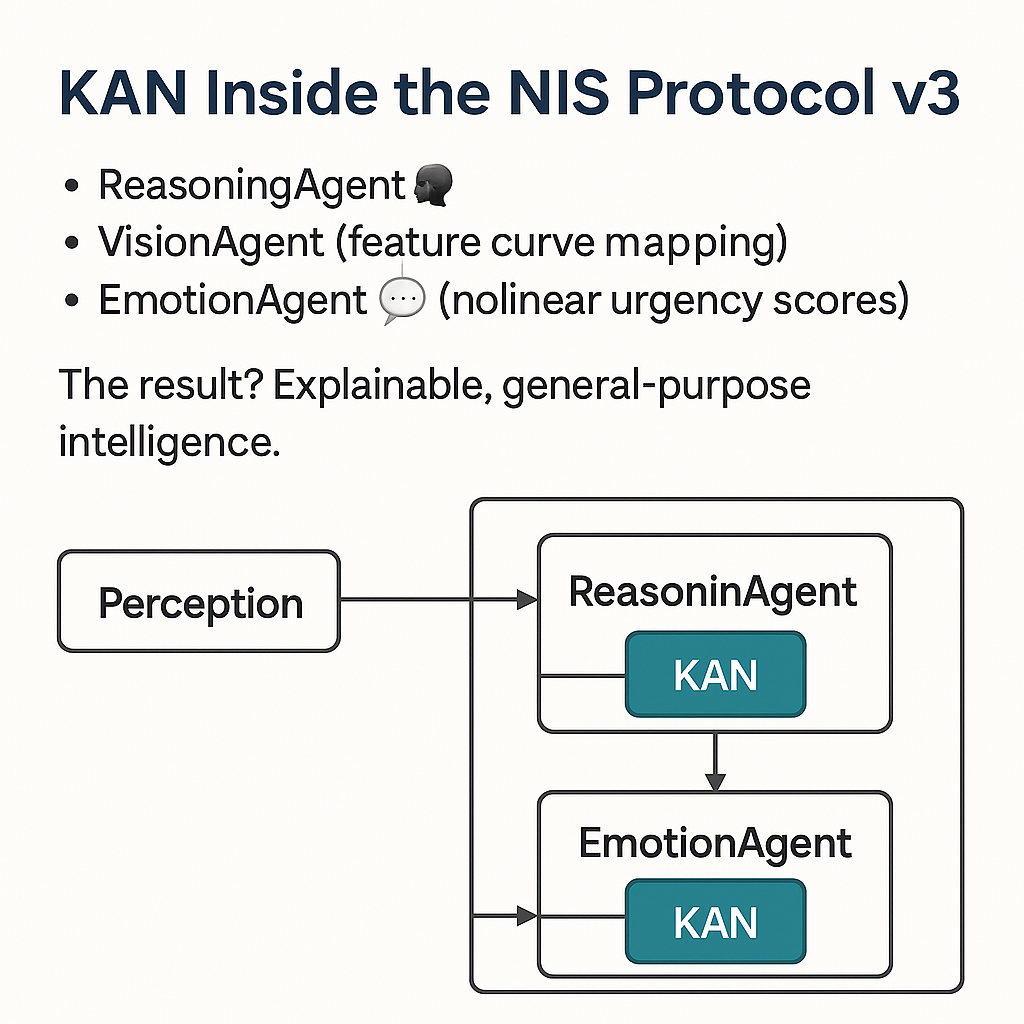 KAN Inside the NIS Protocol v3
• ReasoningAgent
• VisionAgent (feature curve mapping)
• EmotionAgent 💬 (nolinear urgency scores)
The result? Explainable, general-purpose
intelligence.
Perception
ReasoninAgent
KAN
EmotionAgent
KAN